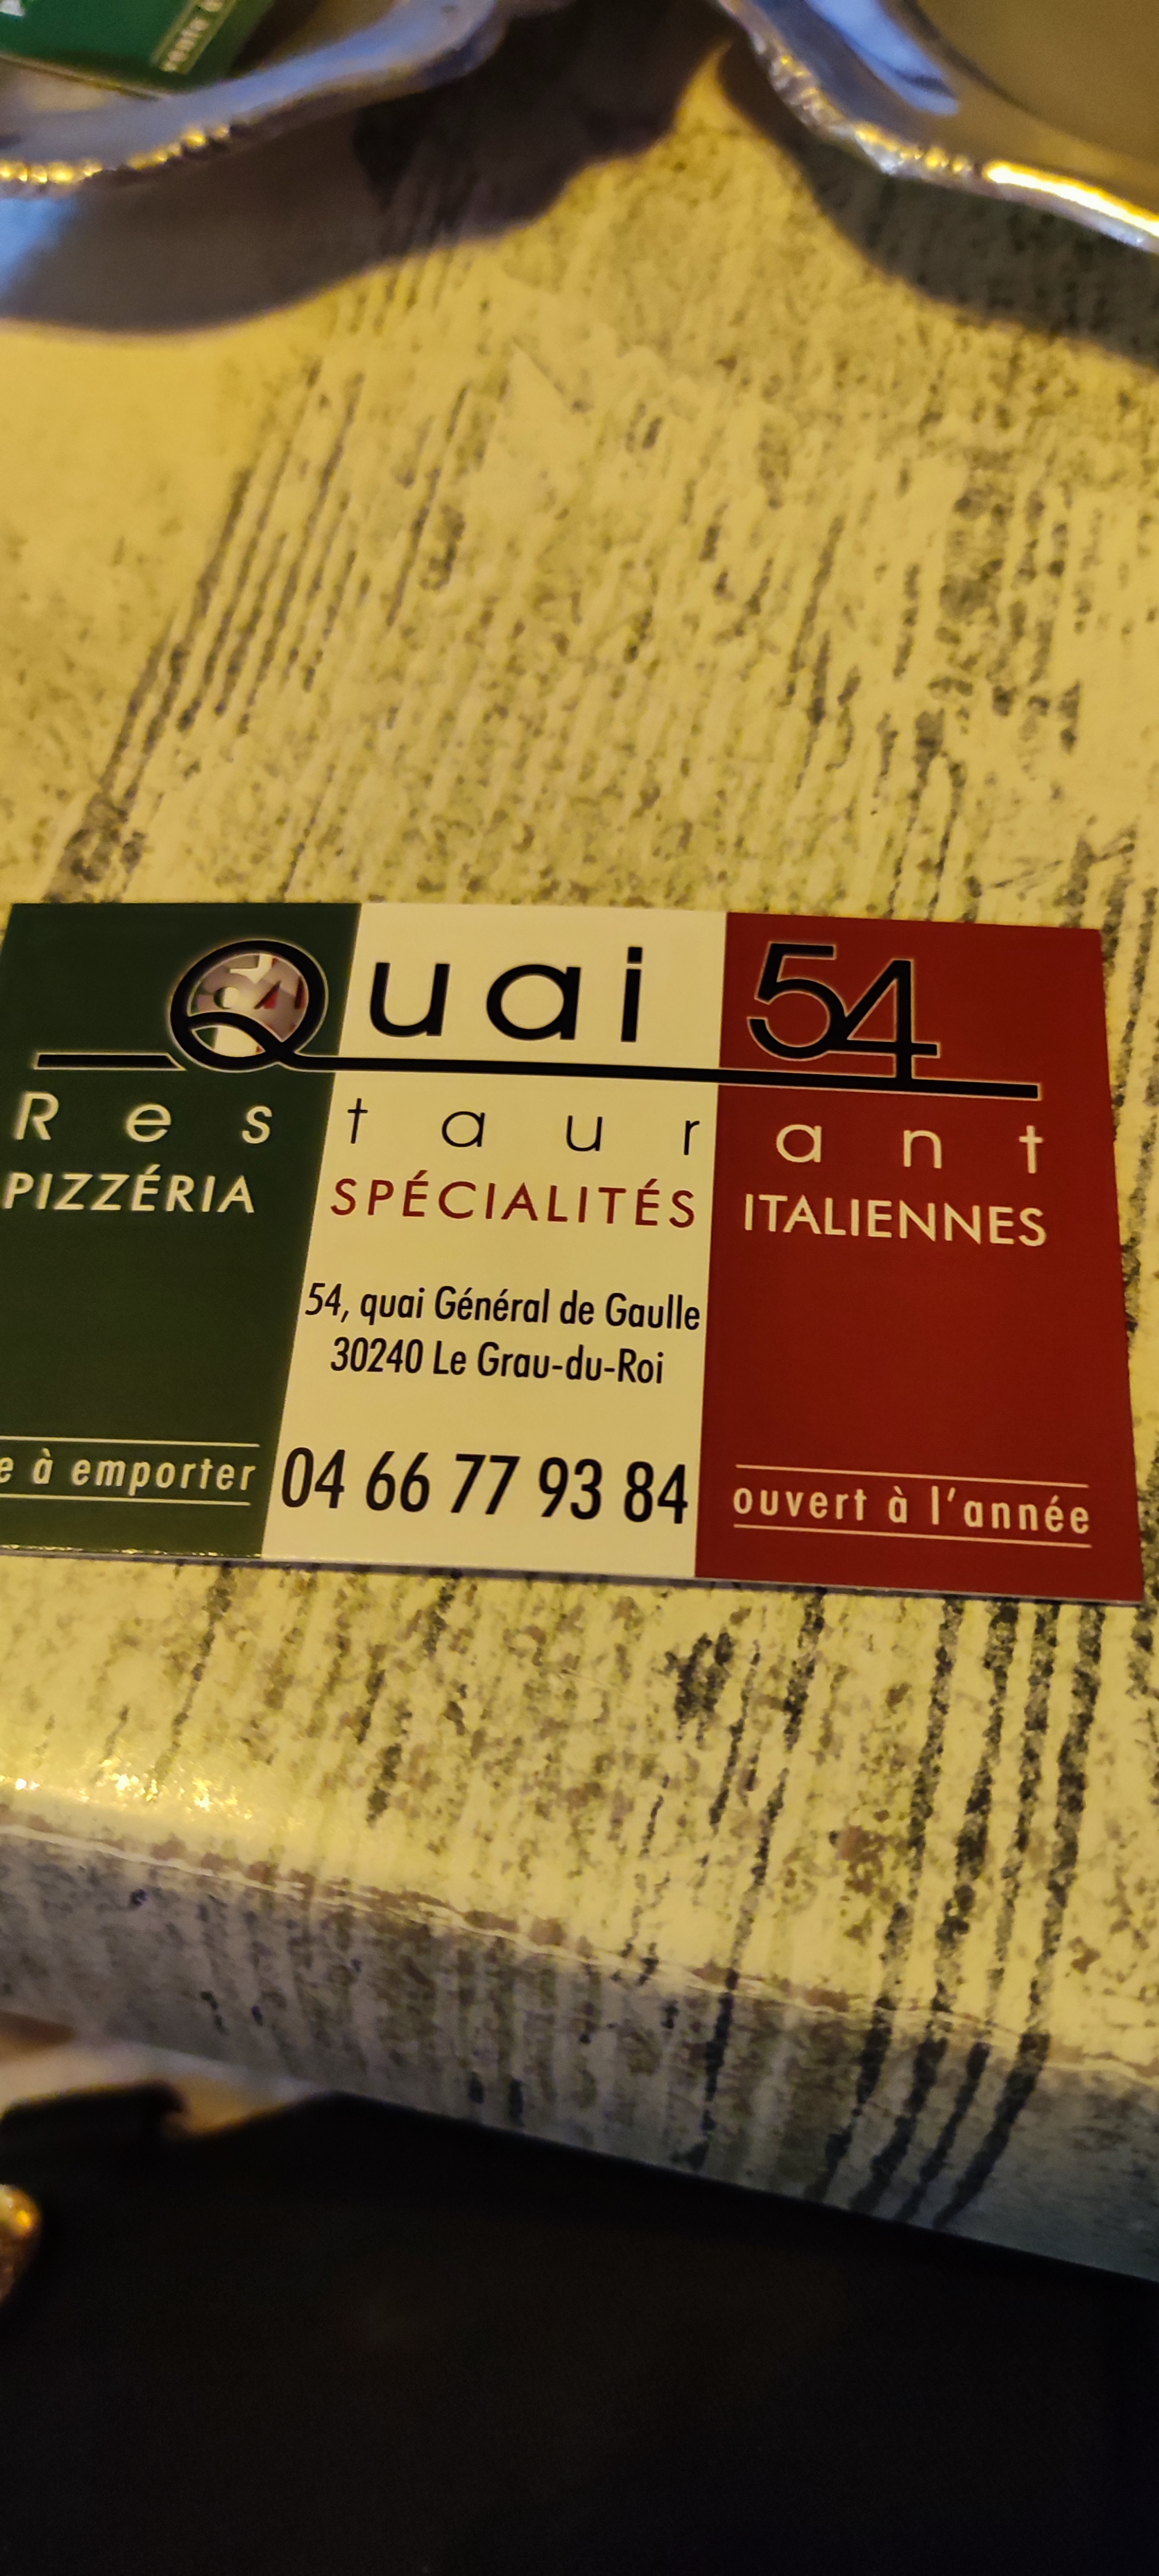 vente
Quai 54
Restaurant
PIZZÉRIA SPÉCIALITÉS ITALIENNES
54, quai Général de Gaulle
30240 Le Grau-du-Roi
e à emporter 04 66 77 93 84 ouvert à l'année